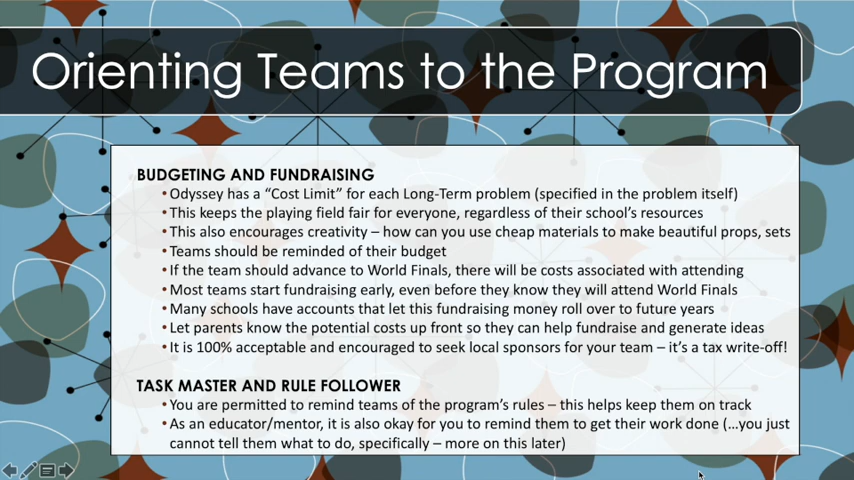 Orienting Teams to the Program
BUDGETING AND FUNDRAISING
• Odyssey has a “Cost Limit” for each Long-Term problem (specified in the problem itself)
• This keeps the playing field fair for everyone, regardless of their school’s resources
• This also encourages creativity – how can you use cheap materials to make beautiful props, sets
• Teams should be reminded of their budget
• If the team should advance to World Finals, there will be costs associated with attending
• Most teams start fundraising early, even before they know they will attend World Finals
• Many schools have accounts that let this fundraising money roll over to future years
• Let parents know the potential costs up front so they can help fundraise and generate ideas
• It is 100% acceptable and encouraged to seek local sponsors for your team – it’s a tax write-off!
TASK MASTER AND RULE FOLLOWER
• You are permitted to remind teams of the program’s rules – this helps keep them on track
• As an educator/mentor, it is also okay for you to remind them to get their work done (…you just
cannot tell them what to do, specifically – more on this later)